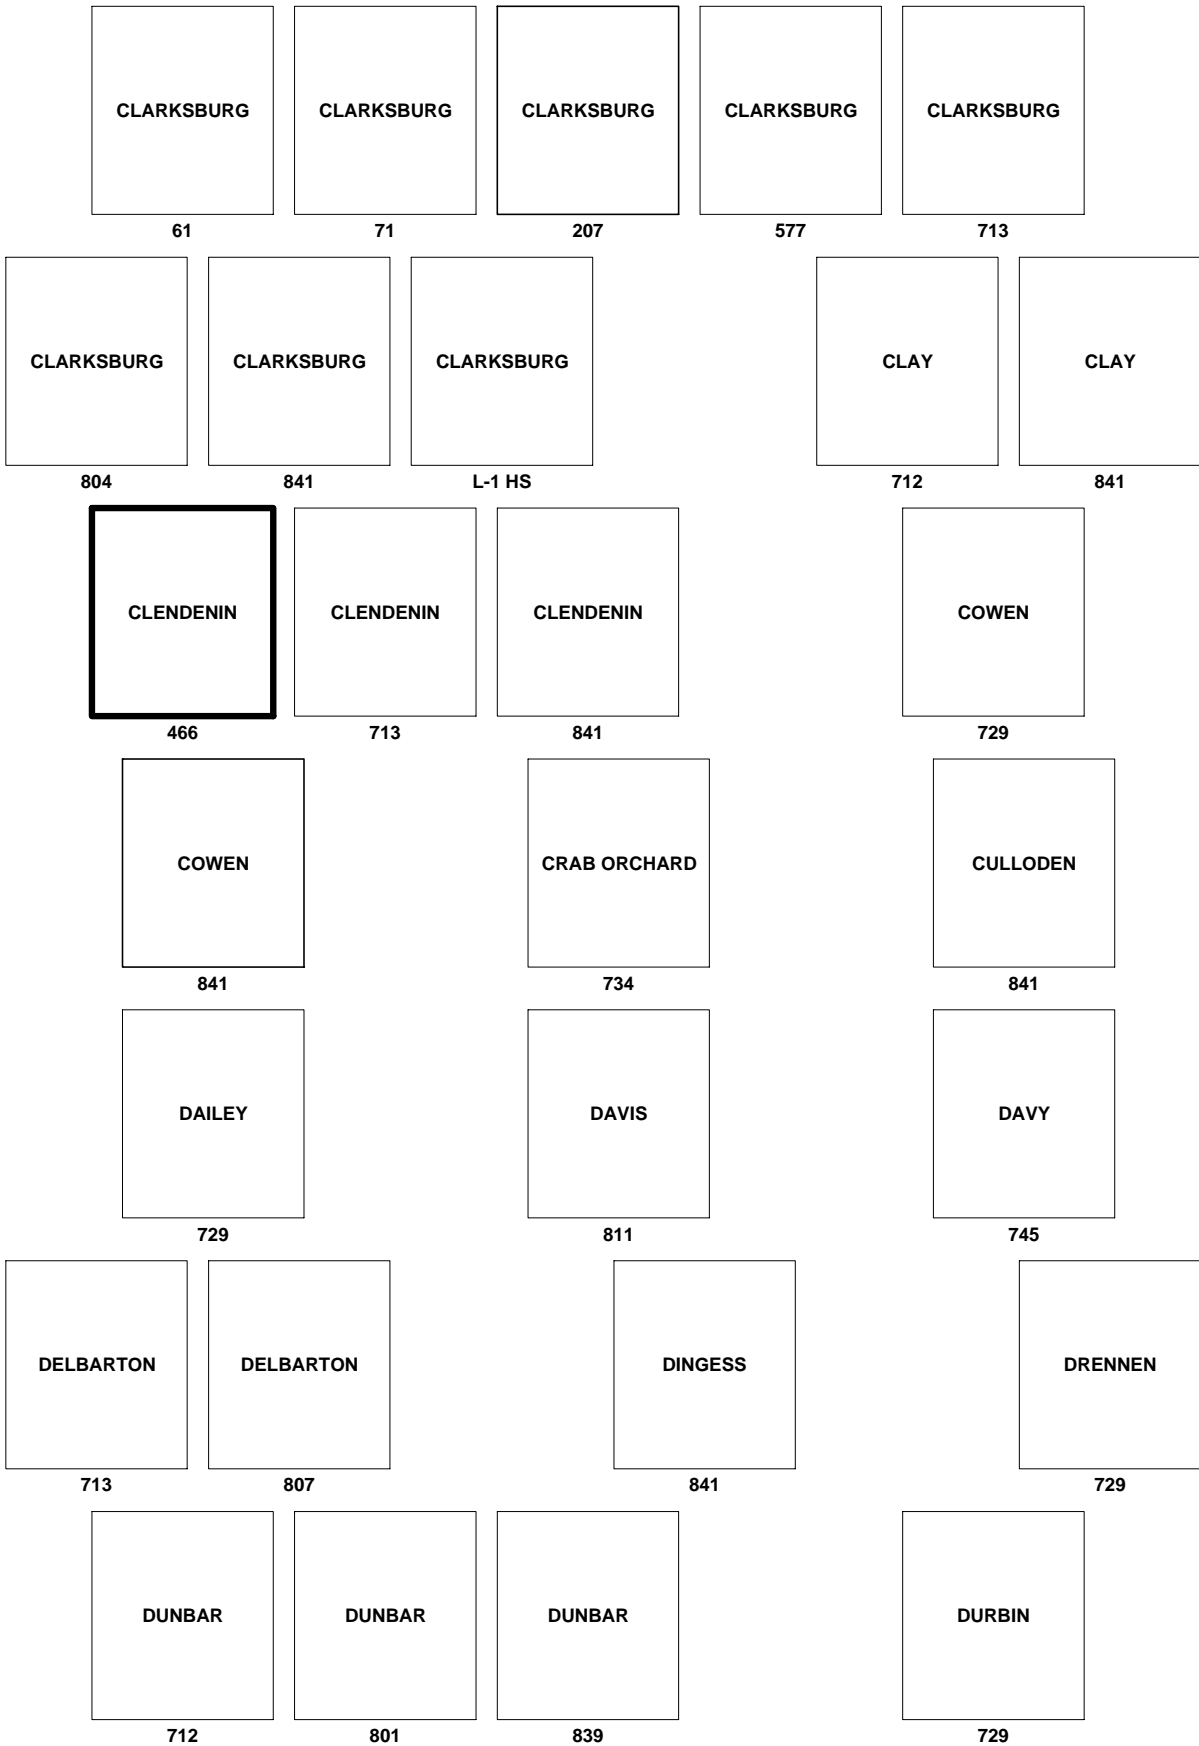 CLARKSBURG CLARKSBURG CLARKSBURG CLARKSBURG CLARKSBURG
61 71 207 577 713
CLARKSBURG CLARKSBURG CLARKSBURG CLAY CLAY
804 841 L-1 HS 712 841
CLENDENIN CLENDENIN CLENDENIN COWEN
466 713 841 729
COWEN CRAB ORCHARD CULLODEN
841 734 841
DAILEY DAVIS DAVY
729 811 745
DELBARTON DELBARTON DINGESS DRENNEN
713 807 841 729
DUNBAR DUNBAR DUNBAR DURBIN
712 801 839 729